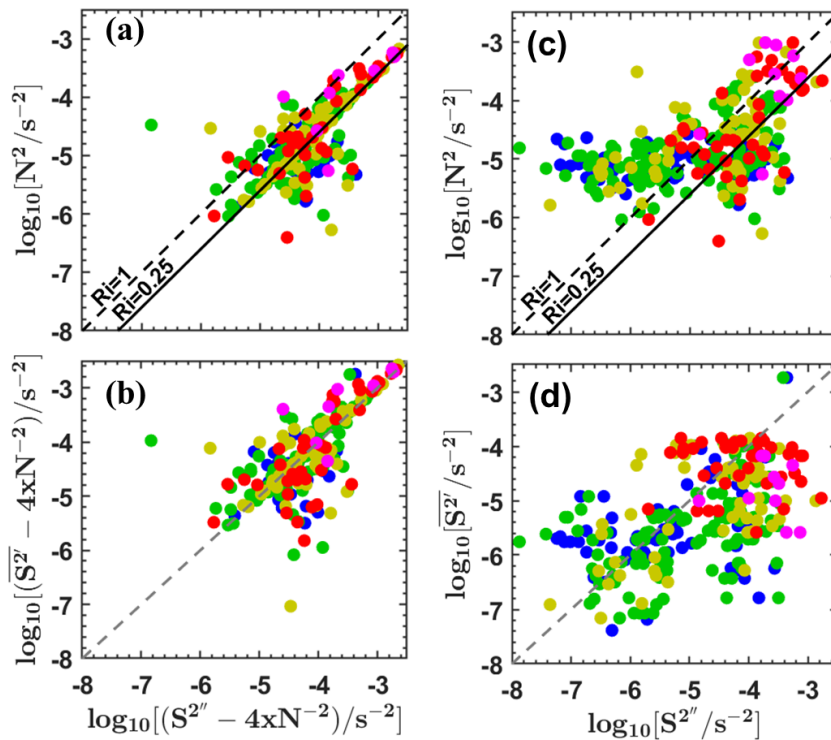 (a)
log₁₀[N²/s⁻²]
-3
-4
-5
-6
-7
-8
Ri=1
Ri=0.25
(c)
log₁₀[N²/s⁻²]
-3
-4
-5
-6
-7
-8
Ri=1
Ri=0.25
(b)
log₁₀[(S²′ − 4xN⁻²)/s⁻²]
-3
-4
-5
-6
-7
-8
-8 -7 -6 -5 -4 -3
log₁₀[(S²″ − 4xN⁻²)/s⁻²]
(d)
log₁₀[S²′/s⁻²]
-3
-4
-5
-6
-7
-8
-8 -7 -6 -5 -4 -3
log₁₀[S²″/s⁻²]